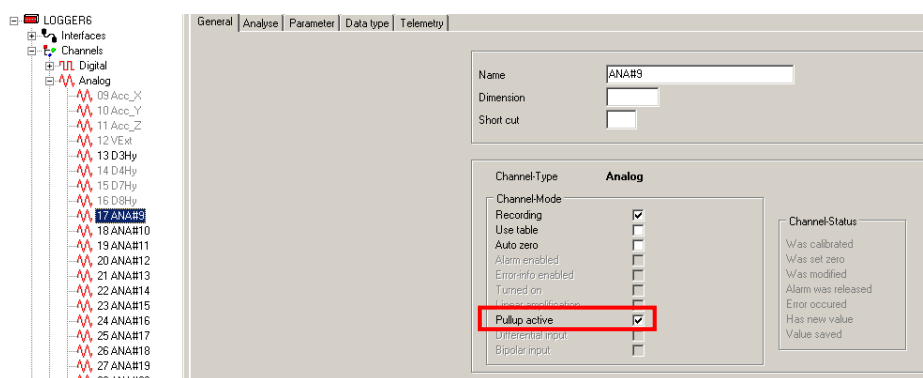 LOGGER6
Interfaces
Channels
Digital
Analog
09 Acc_X
10 Acc_Y
11 Acc_Z
12 VExt
13 D3Hy
14 D4Hy
15 D7Hy
16 D8Hy
17 ANA#9
18 ANA#10
19 ANA#11
20 ANA#12
21 ANA#13
22 ANA#14
23 ANA#15
24 ANA#16
25 ANA#17
26 ANA#18
27 ANA#19
General Analyse Parameter Data type Telemetry
Name ANA#9
Dimension
Short cut
Channel-Type Analog
Channel-Mode
Recording
Use table
Auto zero
Alarm enabled
Error-info enabled
Turned on
Linear amplification
Pullup active
Differential input
Bipolar input
Channel-Status
Was calibrated
Was set zero
Was modified
Alarm was released
Error occured
Has new value
Value saved